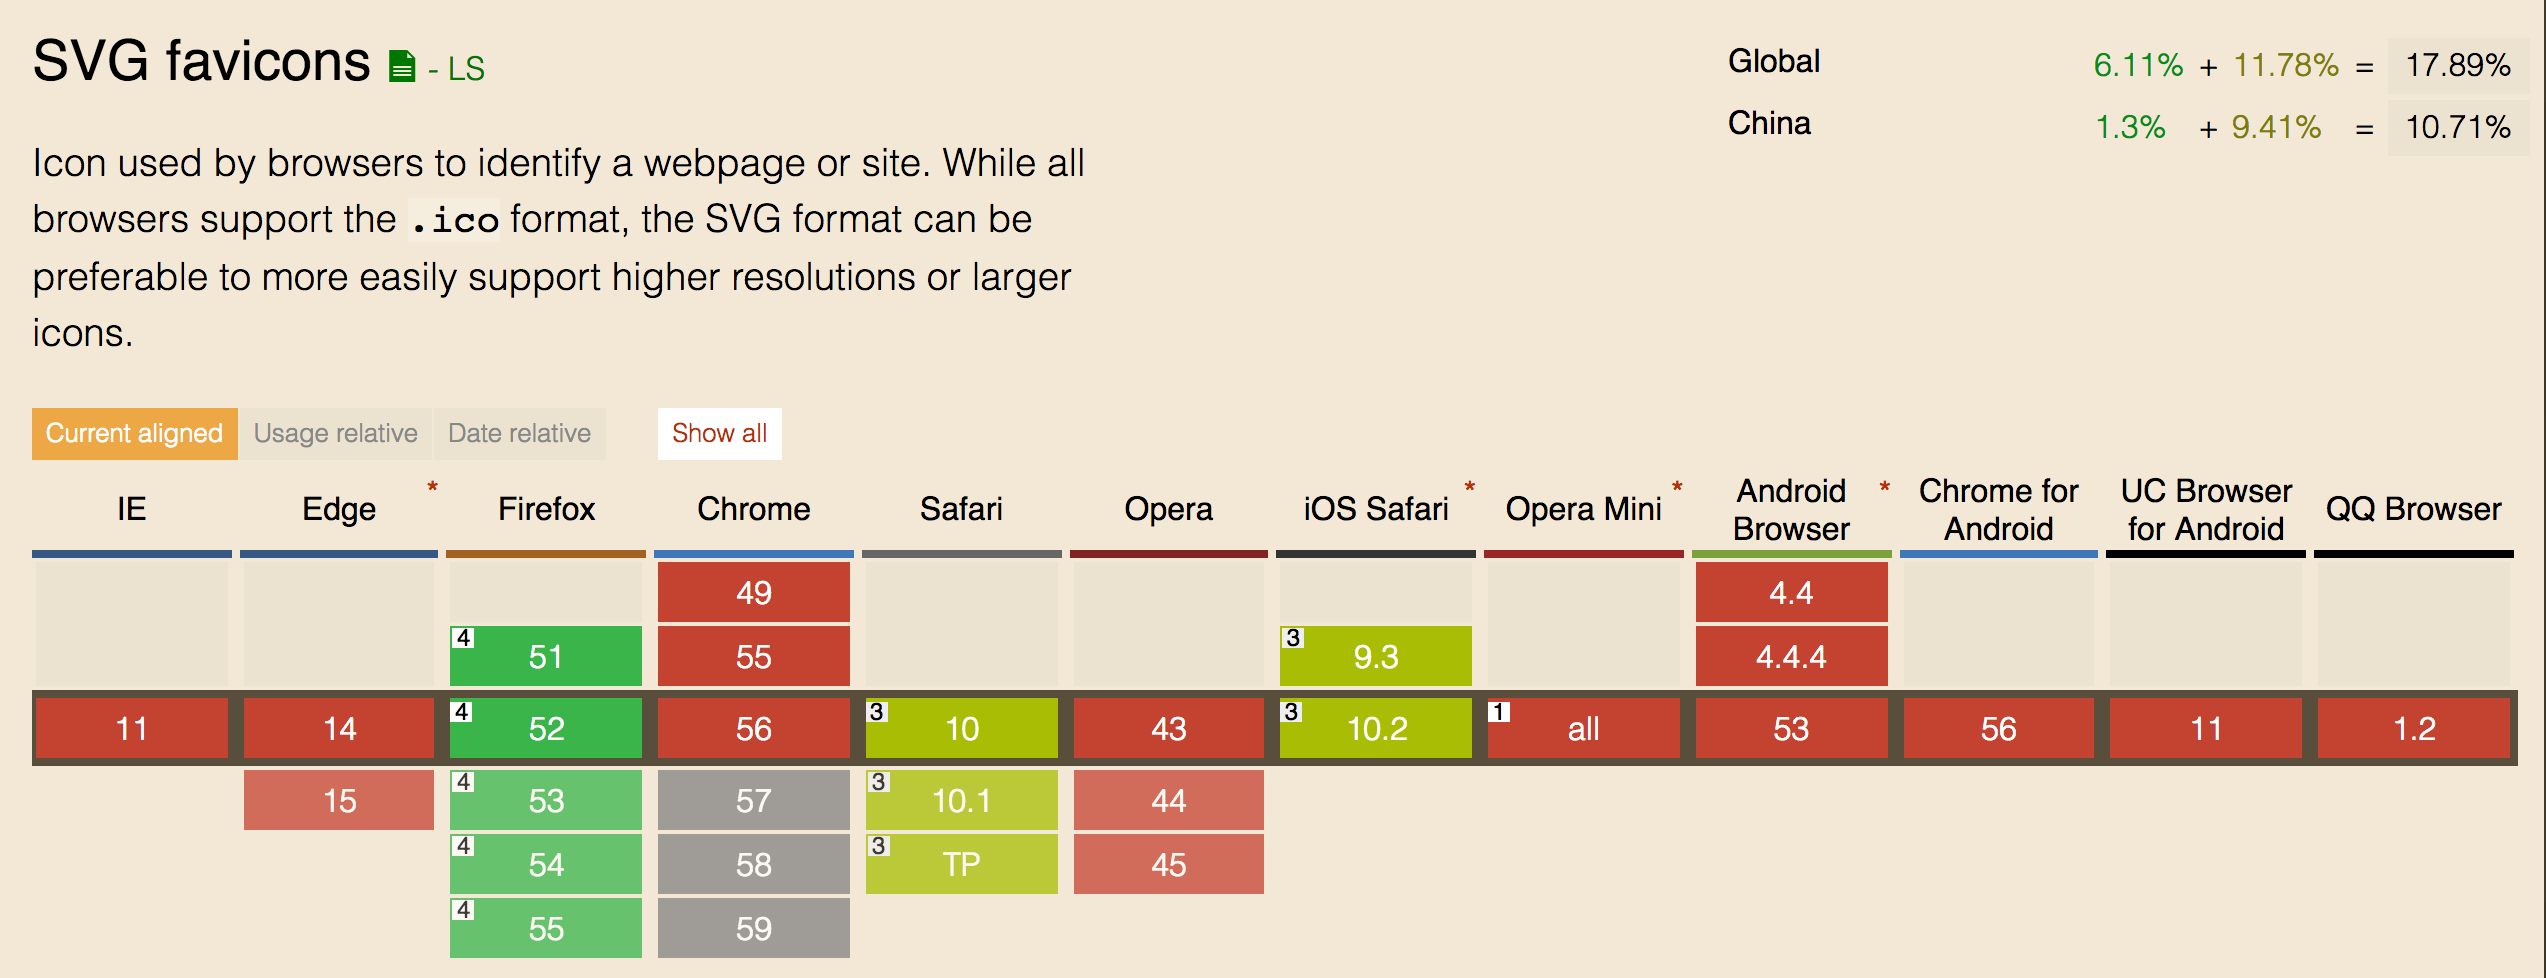 SVG favicons - LS
Global 6.11% + 11.78% = 17.89%
China 1.3% + 9.41% = 10.71%
Icon used by browsers to identify a webpage or site. While all
browsers support the .ico format, the SVG format can be
preferable to more easily support higher resolutions or larger
icons.
Current aligned Usage relative Date relative Show all
IE Edge * Firefox Chrome Safari Opera iOS Safari * Opera Mini * Android Browser * Chrome for Android UC Browser for Android QQ Browser
49 4.4
4 51 55 3 9.3 4.4.4
11 14 4 52 56 3 10 43 3 10.2 1 all 53 56 11 1.2
15 4 53 57 3 10.1 44
4 54 58 3 TP 45
4 55 59